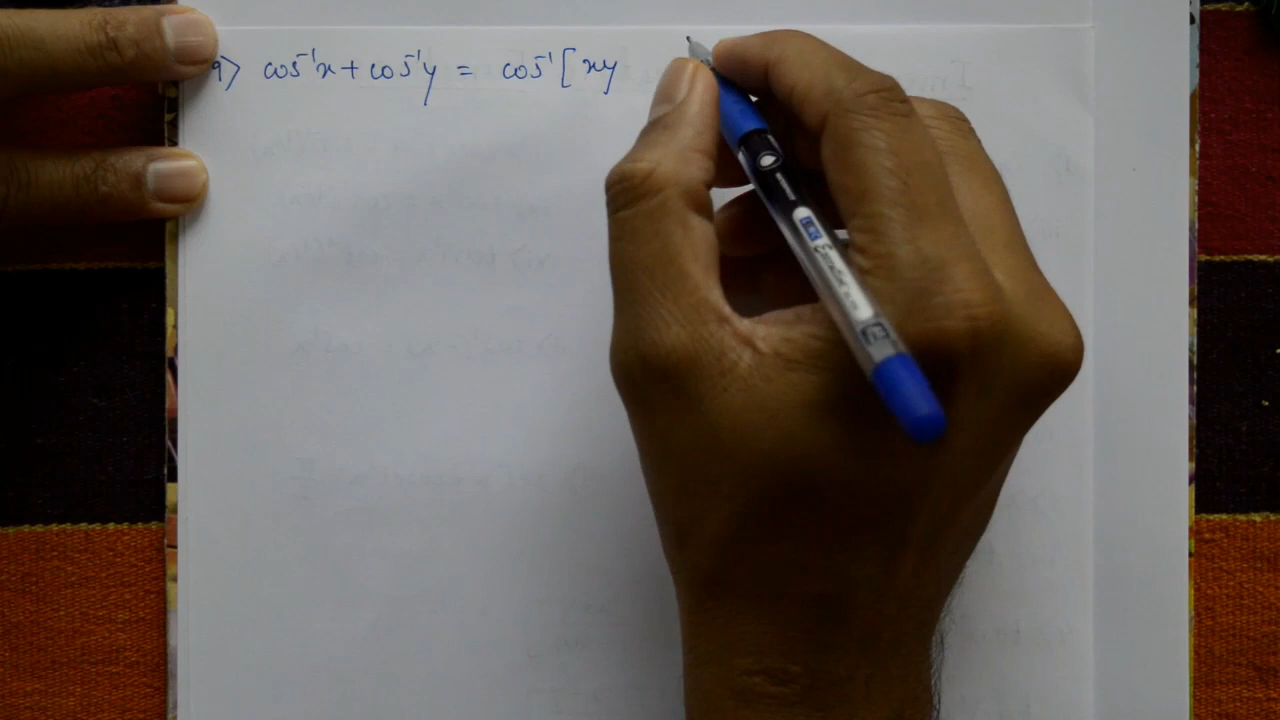 9> cos⁻¹x + cos⁻¹y = cos⁻¹ [ xy